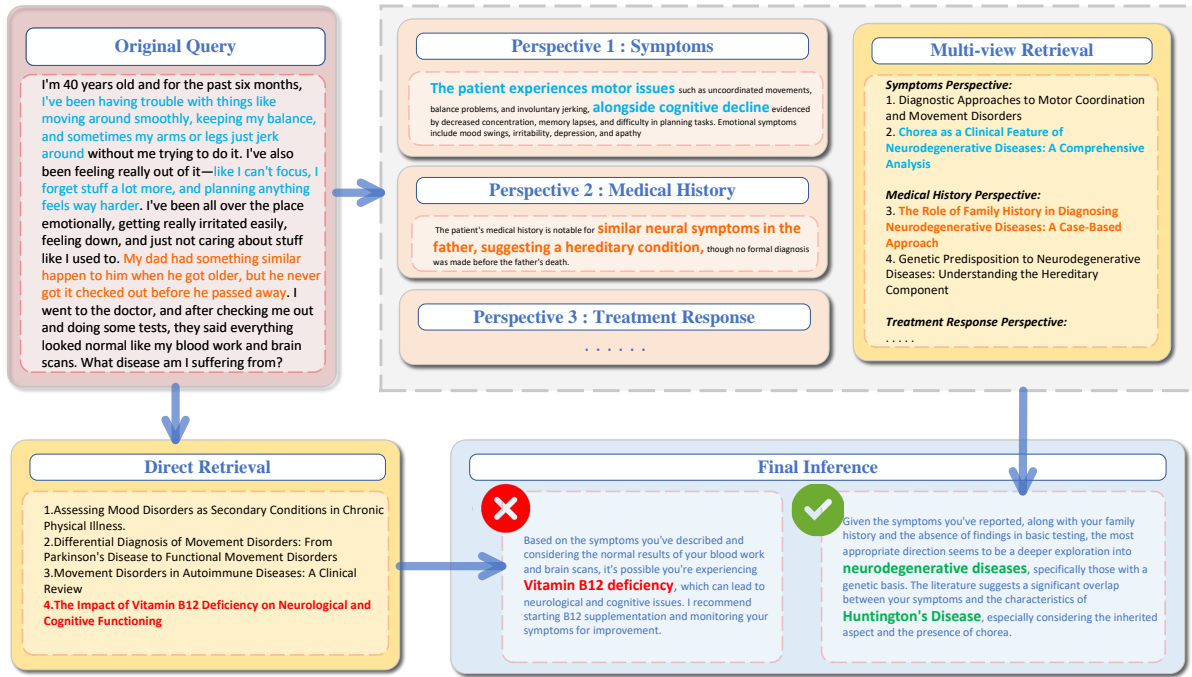 Original Query
I'm 40 years old and for the past six months,
I've been having trouble with things like
moving around smoothly, keeping my balance,
and sometimes my arms or legs just jerk
around without me trying to do it. I've also
been feeling really out of it—like I can't focus, I
forget stuff a lot more, and planning anything
feels way harder. I've been all over the place
emotionally, getting really irritated easily,
feeling down, and just not caring about stuff
like I used to. My dad had something similar
happen to him when he got older, but he never
got it checked out before he passed away. I
went to the doctor, and after checking me out
and doing some tests, they said everything
looked normal like my blood work and brain
scans. What disease am I suffering from?
Perspective 1 : Symptoms
The patient experiences motor issues such as uncoordinated movements,
balance problems, and involuntary jerking, alongside cognitive decline evidenced
by decreased concentration, memory lapses, and difficulty in planning tasks. Emotional symptoms
include mood swings, irritability, depression, and apathy
Perspective 2 : Medical History
The patient's medical history is notable for similar neural symptoms in the
father, suggesting a hereditary condition, though no formal diagnosis
was made before the father's death.
Perspective 3 : Treatment Response
. . . . . .
Multi-view Retrieval
Symptoms Perspective:
1. Diagnostic Approaches to Motor Coordination
and Movement Disorders
2. Chorea as a Clinical Feature of
Neurodegenerative Diseases: A Comprehensive
Analysis
Medical History Perspective:
3. The Role of Family History in Diagnosing
Neurodegenerative Diseases: A Case-Based
Approach
4. Genetic Predisposition to Neurodegenerative
Diseases: Understanding the Hereditary
Component
Treatment Response Perspective:
. . . . .
Direct Retrieval
1.Assessing Mood Disorders as Secondary Conditions in Chronic
Physical Illness.
2.Differential Diagnosis of Movement Disorders: From
Parkinson's Disease to Functional Movement Disorders
3.Movement Disorders in Autoimmune Diseases: A Clinical
Review
4.The Impact of Vitamin B12 Deficiency on Neurological and
Cognitive Functioning
Final Inference
Based on the symptoms you've described and
considering the normal results of your blood work
and brain scans, it's possible you're experiencing
Vitamin B12 deficiency, which can lead to
neurological and cognitive issues. I recommend
starting B12 supplementation and monitoring your
symptoms for improvement.
Given the symptoms you've reported, along with your family
history and the absence of findings in basic testing, the most
appropriate direction seems to be a deeper exploration into
neurodegenerative diseases, specifically those with a
genetic basis. The literature suggests a significant overlap
between your symptoms and the characteristics of
Huntington's Disease, especially considering the inherited
aspect and the presence of chorea.